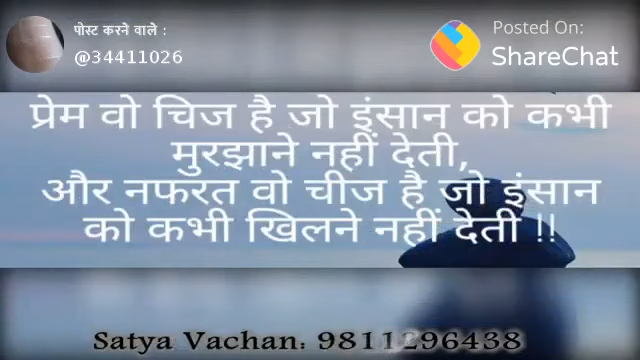 पोस्ट करने वाले :
@34411026
Posted On:
ShareChat
प्रेम वो चिज है जो इंसान को कभी
मुरझाने नहीं देती,
और नफरत वो चीज है जो इंसान
को कभी खिलने नहीं देती !!
Satya Vachan: 9811296438